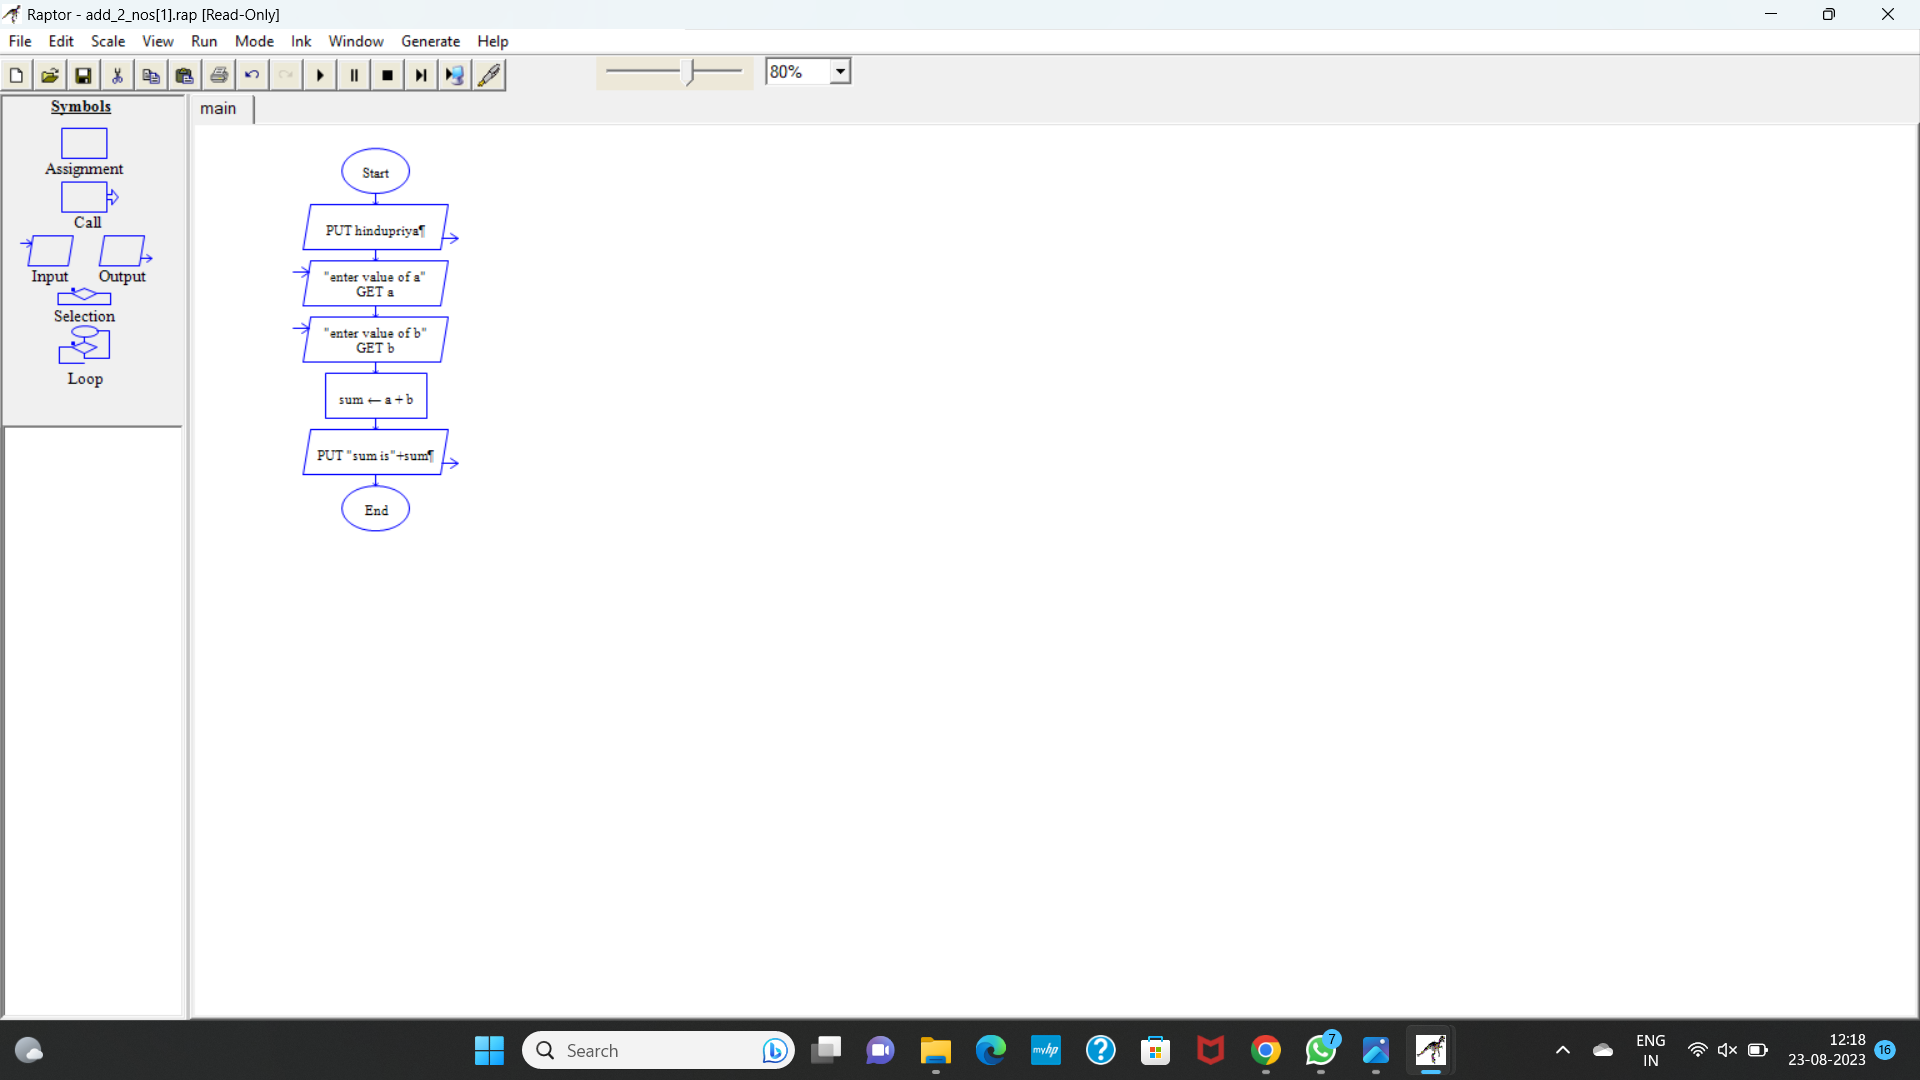 Raptor - add_2_nos[1].rap [Read-Only]
File Edit Scale View Run Mode Ink Window Generate Help
80%
Symbols
main
Assignment
Call
Input Output
Selection
Loop
Start
PUT hindupriya¶
"enter value of a"
GET a
"enter value of b"
GET b
sum ← a + b
PUT "sum is"+sum¶
End
Search
myhp
7
ENG
IN
12:18
23-08-2023
16